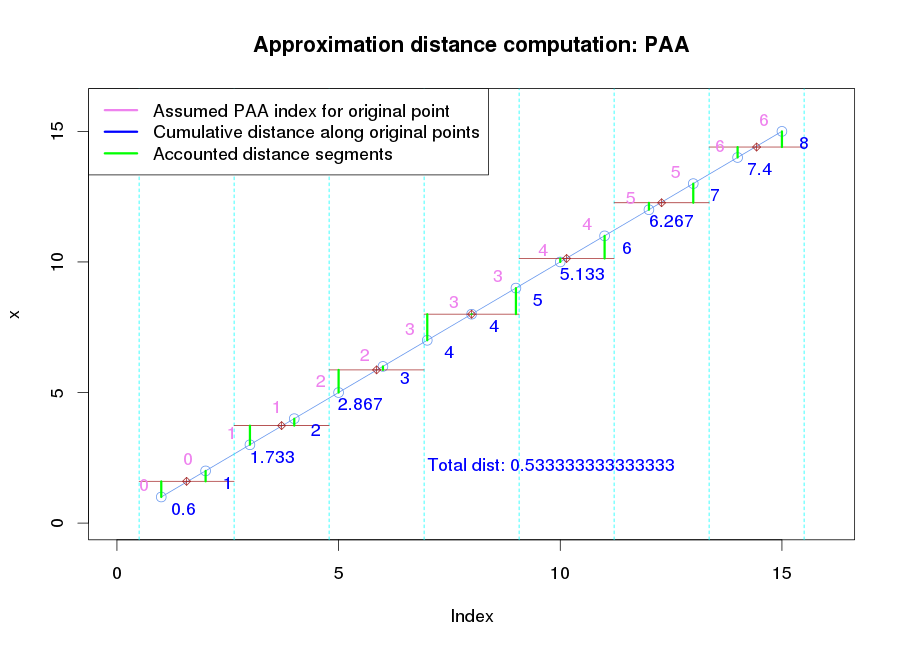 Approximation distance computation: PAA
Assumed PAA index for original point
Cumulative distance along original points
Accounted distance segments
x
15
10
5
0
0 0 1 1 2 2 3 3 3 4 4 5 5 6 6
0.6 1 1.733 2 2.867 3 4 4 5 5.133 6 6.267 7 7.4 8
Total dist: 0.533333333333333
0 5 10 15
Index